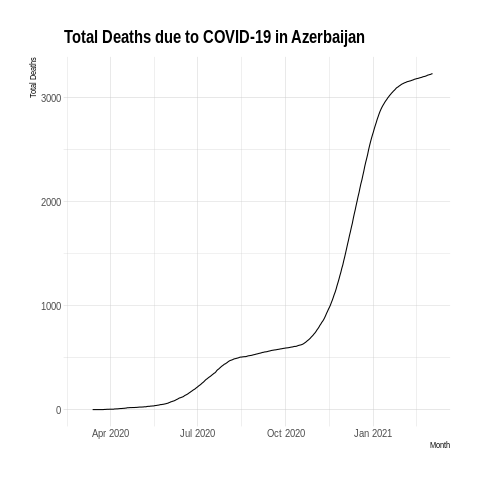 Total Deaths due to COVID-19 in Azerbaijan
Total Deaths
3000
2000
1000
0
Apr 2020
Jul 2020
Oct 2020
Jan 2021
Month